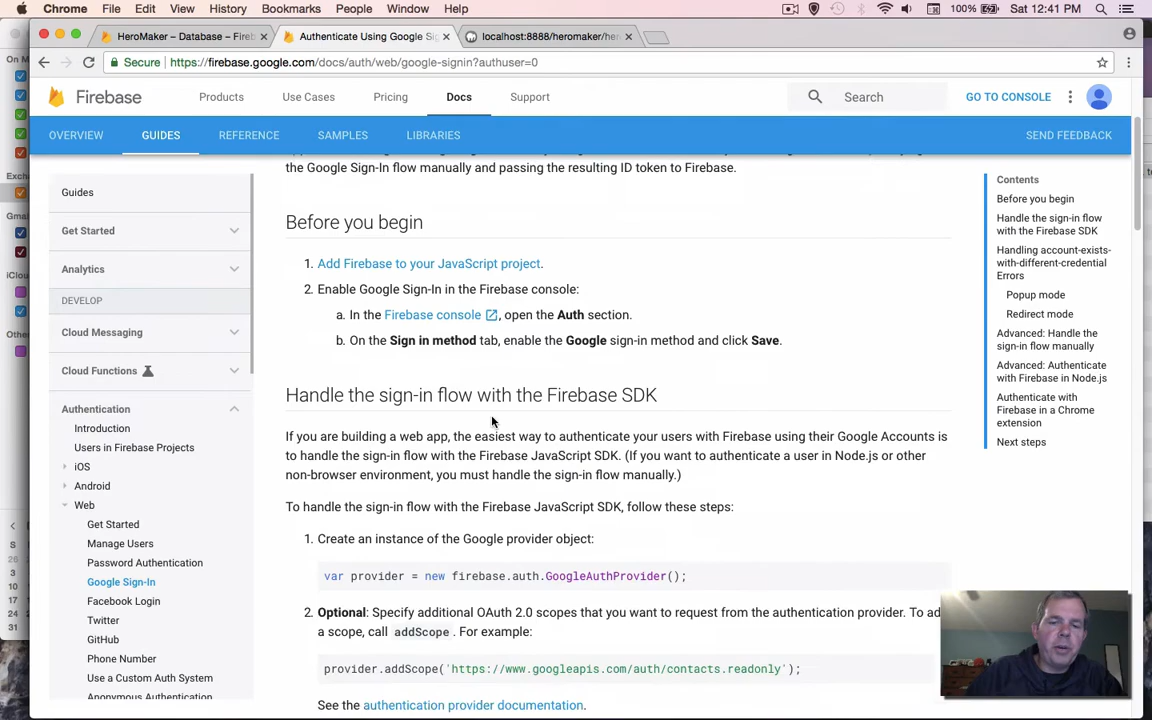 Chrome File Edit View History Bookmarks People Window Help 100% Sat 12:41 PM
HeroMaker – Database – Fireb × Authenticate Using Google Sig × localhost:8888/heromaker/her ×
Secure https://firebase.google.com/docs/auth/web/google-signin?authuser=0
Firebase Products Use Cases Pricing Docs Support Search GO TO CONSOLE
OVERVIEW GUIDES REFERENCE SAMPLES LIBRARIES SEND FEEDBACK
the Google Sign-In flow manually and passing the resulting ID token to Firebase.
Before you begin
1. Add Firebase to your JavaScript project.
2. Enable Google Sign-In in the Firebase console:
a. In the Firebase console, open the Auth section.
b. On the Sign in method tab, enable the Google sign-in method and click Save.
Handle the sign-in flow with the Firebase SDK
If you are building a web app, the easiest way to authenticate your users with Firebase using their Google Accounts is
to handle the sign-in flow with the Firebase JavaScript SDK. (If you want to authenticate a user in Node.js or other
non-browser environment, you must handle the sign-in flow manually.)
To handle the sign-in flow with the Firebase JavaScript SDK, follow these steps:
1. Create an instance of the Google provider object:
var provider = new firebase.auth.GoogleAuthProvider();
2. Optional: Specify additional OAuth 2.0 scopes that you want to request from the authentication provider. To ad
a scope, call addScope. For example:
provider.addScope('https://www.googleapis.com/auth/contacts.readonly');
See the authentication provider documentation.
Guides
Get Started
Analytics
DEVELOP
Cloud Messaging
Cloud Functions
Authentication
Introduction
Users in Firebase Projects
iOS
Android
Web
Get Started
Manage Users
Password Authentication
Google Sign-In
Facebook Login
Twitter
GitHub
Phone Number
Use a Custom Auth System
Anonymous Authentication
Contents
Before you begin
Handle the sign-in flow
with the Firebase SDK
Handling account-exists-
with-different-credential
Errors
Popup mode
Redirect mode
Advanced: Handle the
sign-in flow manually
Advanced: Authenticate
with Firebase in Node.js
Authenticate with
Firebase in a Chrome
extension
Next steps
On M
Excha
Gmai
iCloud
Other
S
26
3
10
17
24
31